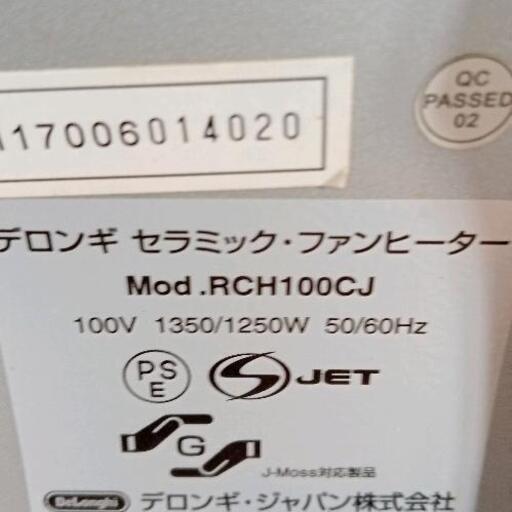 117006014020
QC
PASSED
02
デロンギ セラミック・ファンヒーター
Mod.RCH100CJ
100V 1350/1250W 50/60Hz
PS
E
S JET
G
J-Moss対応製品
DeLonghi デロンギ・ジャパン株式会社